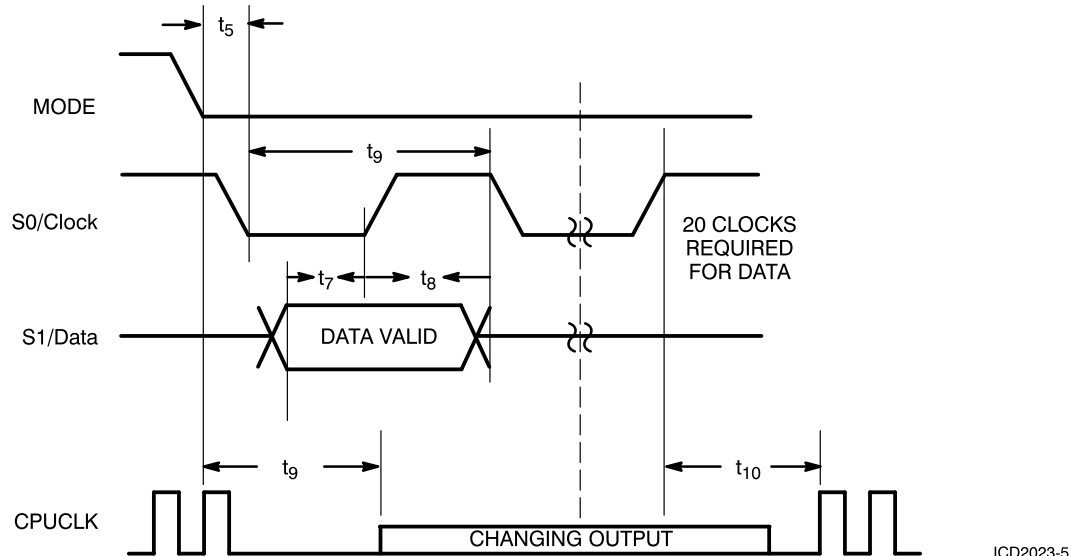 t5
MODE
t9
S0/Clock
20 CLOCKS
REQUIRED
FOR DATA
t7
t8
S1/Data
DATA VALID
t9
t10
CPUCLK
CHANGING OUTPUT
ICD2023-5